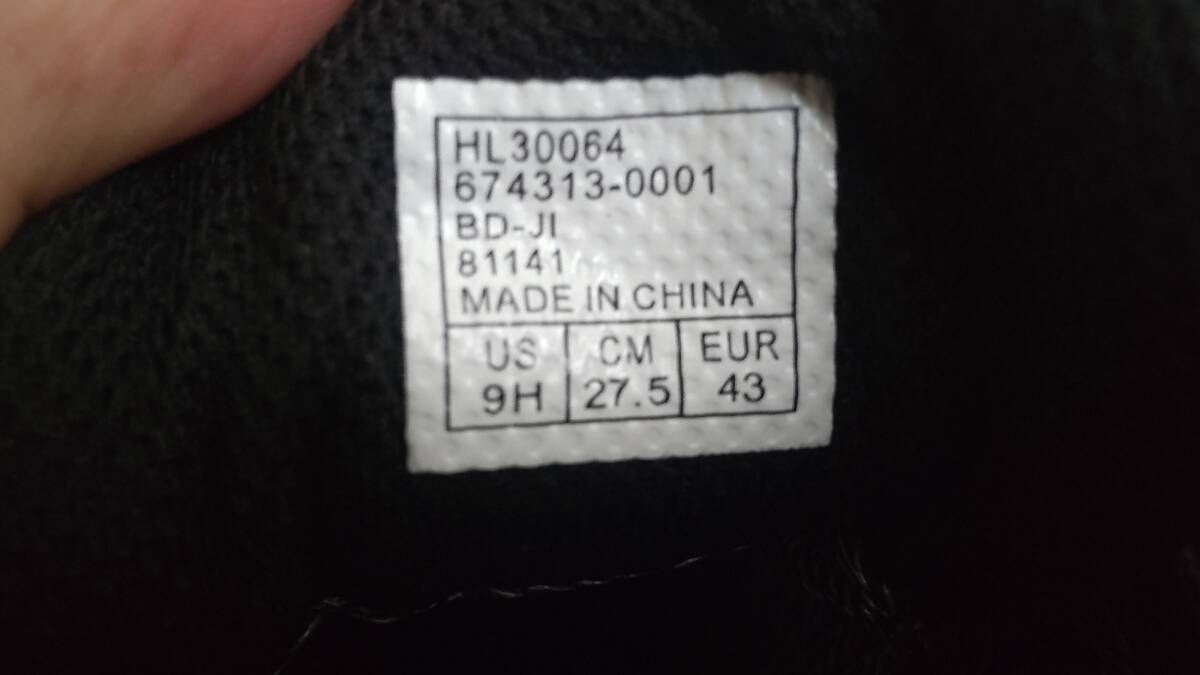 HL30064
674313-0001
BD-JI
81141
MADE IN CHINA
US CM EUR
9H 27.5 43